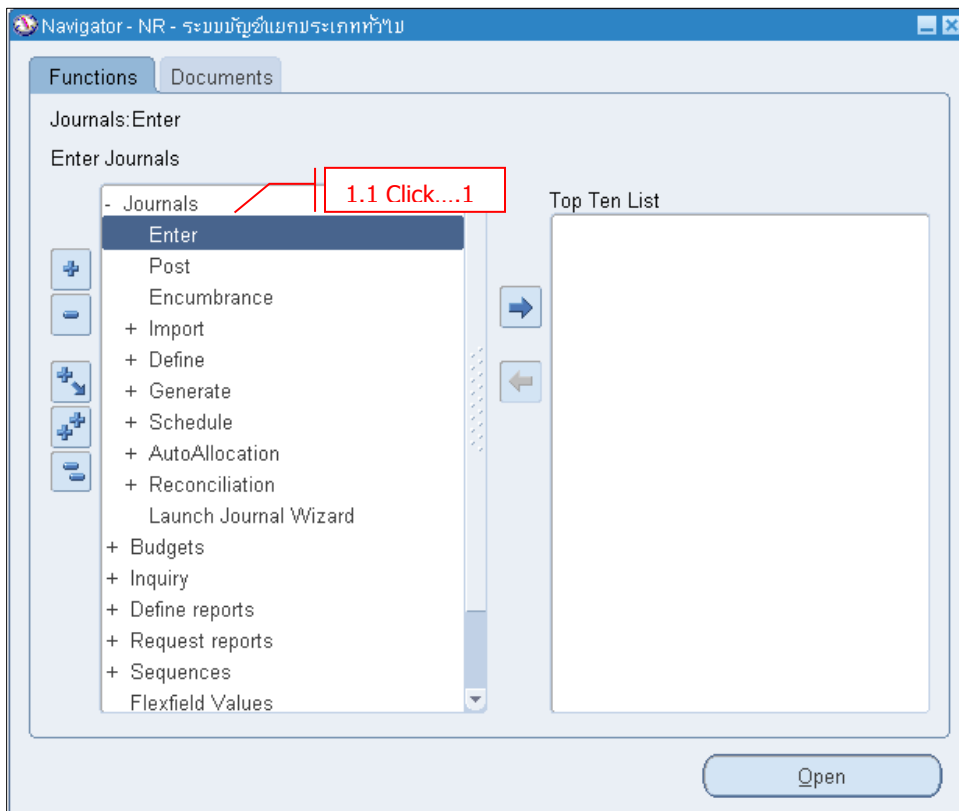 Navigator - NR - ระบบบัญชีแยกประเภททั่วไป
Functions
Documents
Journals:Enter
Enter Journals
1.1 Click....1
Top Ten List
- Journals
Enter
Post
Encumbrance
+ Import
+ Define
+ Generate
+ Schedule
+ AutoAllocation
+ Reconciliation
Launch Journal Wizard
+ Budgets
+ Inquiry
+ Define reports
+ Request reports
+ Sequences
Flexfield Values
Open